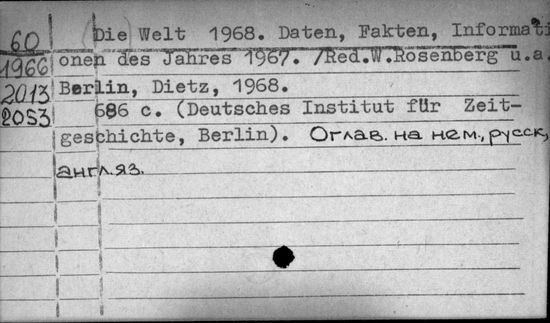 60
1966
2013
2053
Die Welt 1968. Daten, Fakten, Informati
onen des Jahres 1967. /Red.W.Rosenberg u.a.
Berlin, Dietz, 1968.
686 с. (Deutsches Institut für Zeit-
geschichte, Berlin). Оглав. на нем., русск,
англ.яз.